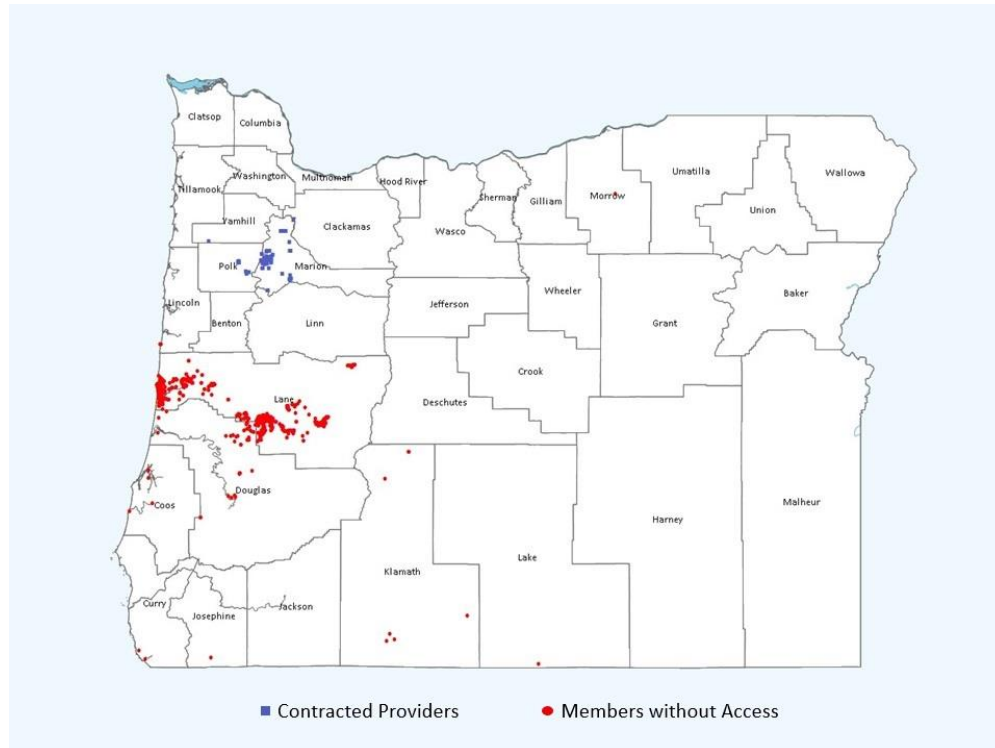 Clatsop
Columbia
Tillamook
Washington
Multnomah
Hood River
Yamhill
Clackamas
Wasco
Sherman
Gilliam
Morrow
Umatilla
Union
Wallowa
Polk
Marion
Lincoln
Benton
Linn
Jefferson
Wheeler
Grant
Baker
Lane
Deschutes
Crook
Coos
Douglas
Malheur
Harney
Lake
Klamath
Curry
Josephine
Jackson
Contracted Providers
Members without Access